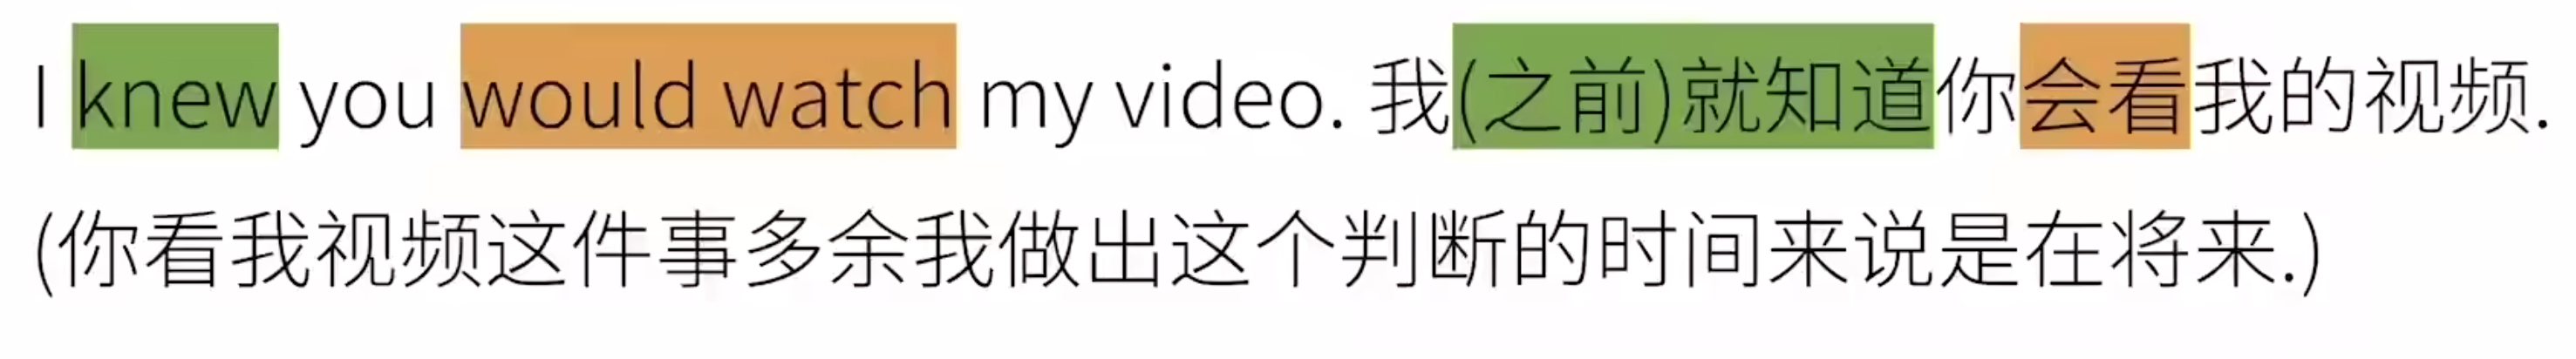 I knew you would watch my video. 我(之前)就知道你会看我的视频.
(你看我视频这件事多余我做出这个判断的时间来说是在将来.)